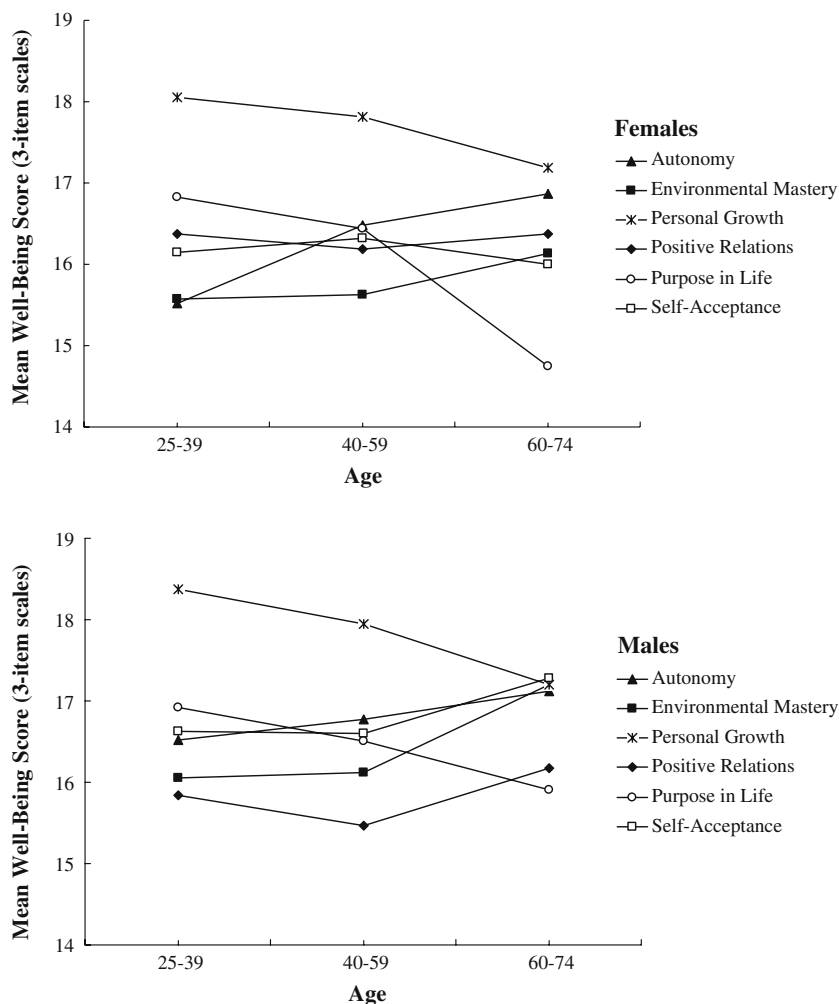 19
18
17
16
15
14
Mean Well-Being Score (3-item scales)
25-39 40-59 60-74
Age
Females
Autonomy
Environmental Mastery
Personal Growth
Positive Relations
Purpose in Life
Self-Acceptance
19
18
17
16
15
14
Mean Well-Being Score (3-item scales)
25-39 40-59 60-74
Age
Males
Autonomy
Environmental Mastery
Personal Growth
Positive Relations
Purpose in Life
Self-Acceptance